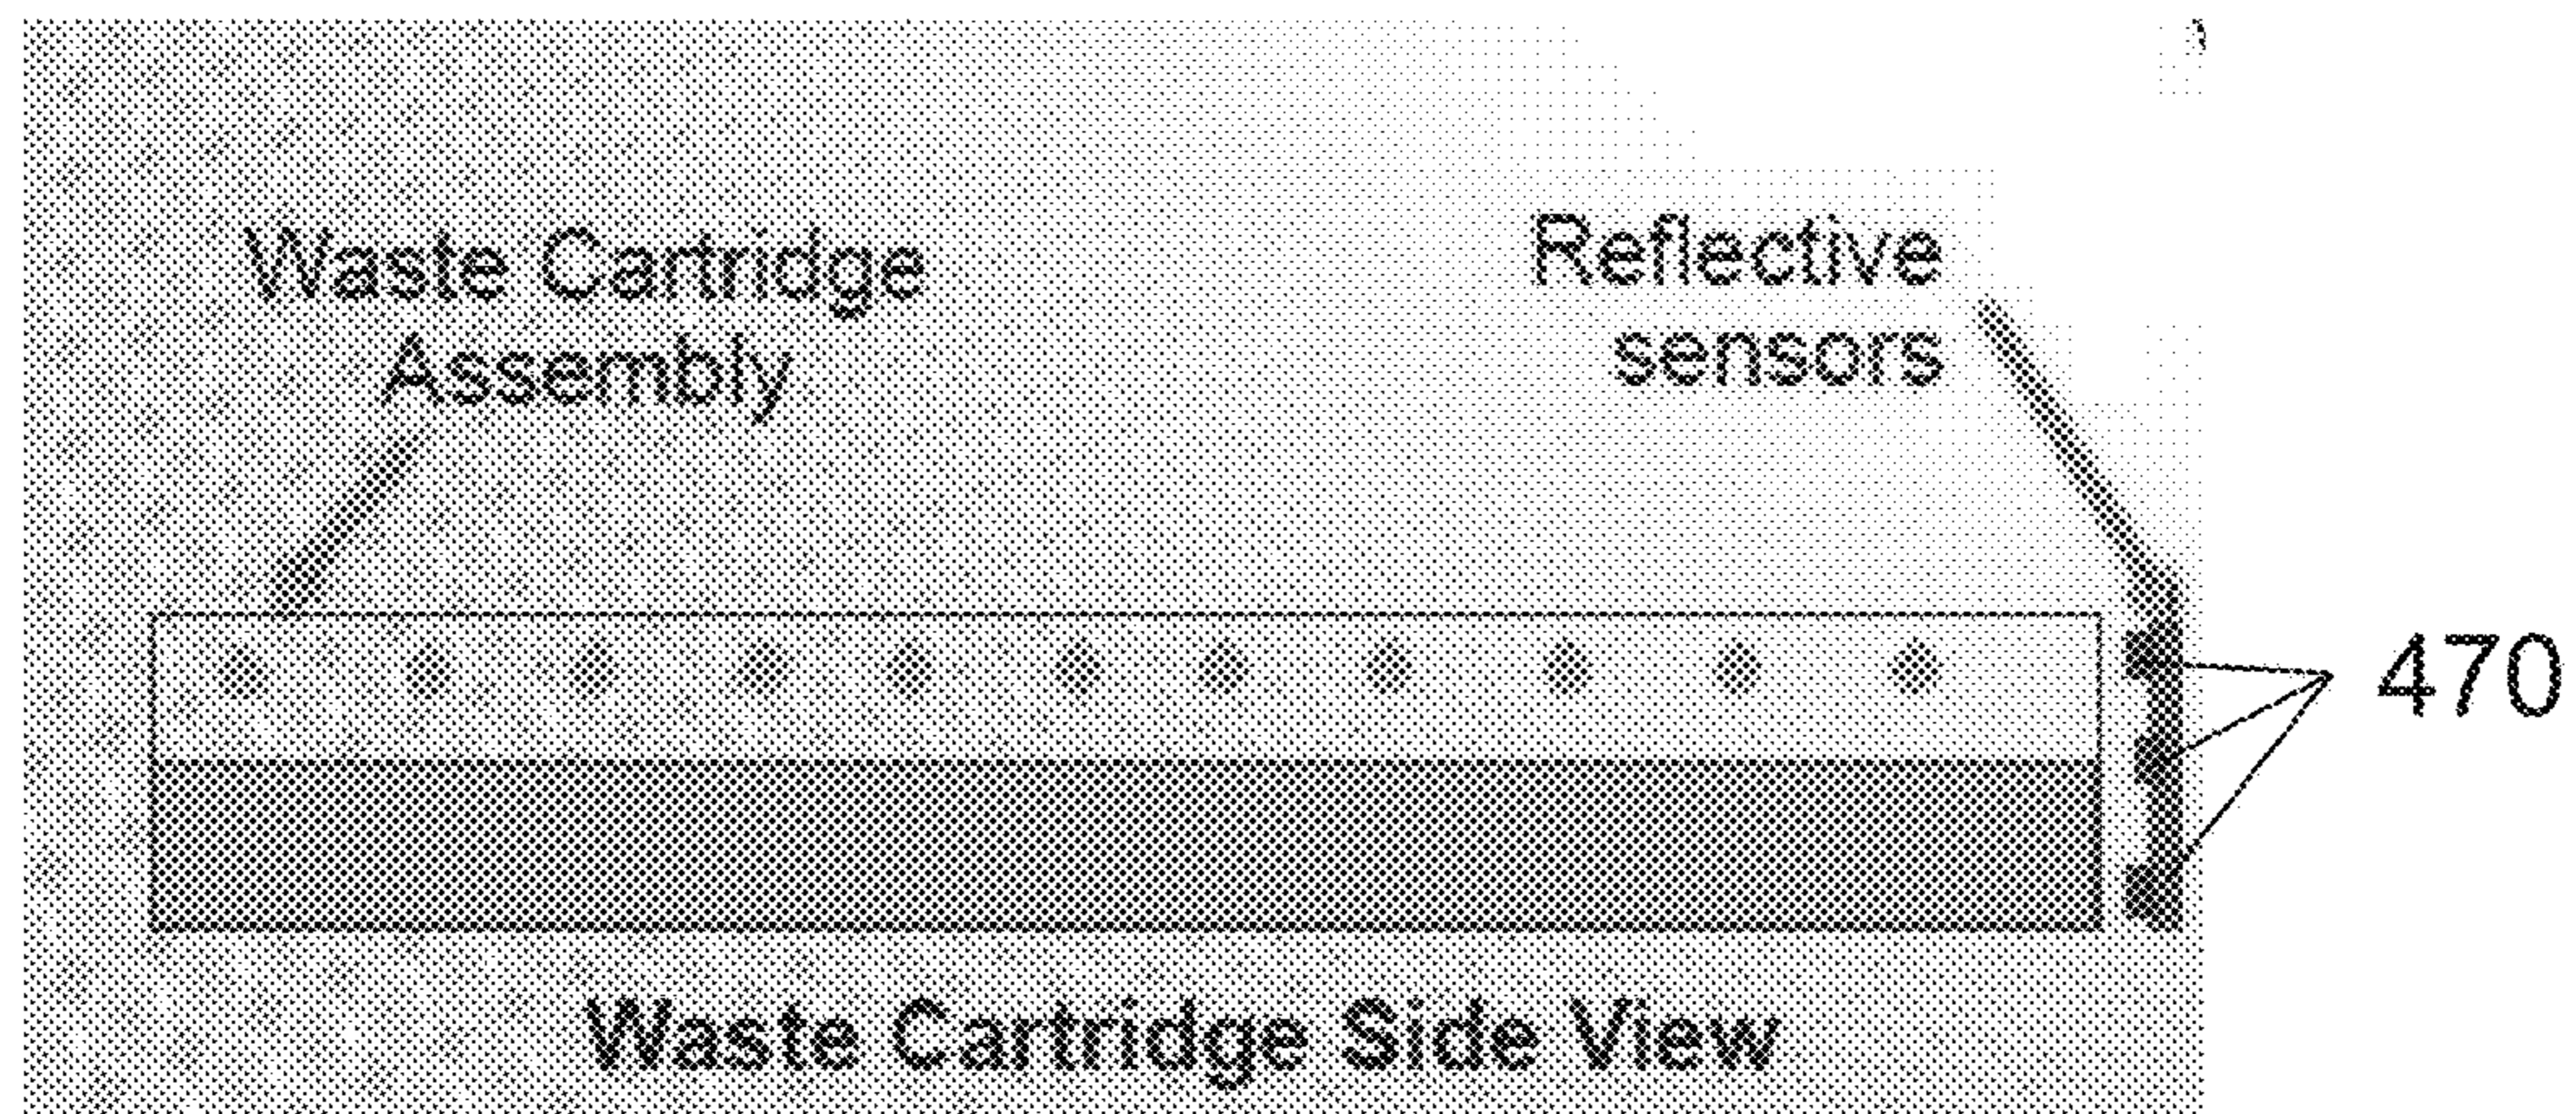 Waste Cartridge
Assembly
Reflective
sensors
470
Waste Cartridge Side View